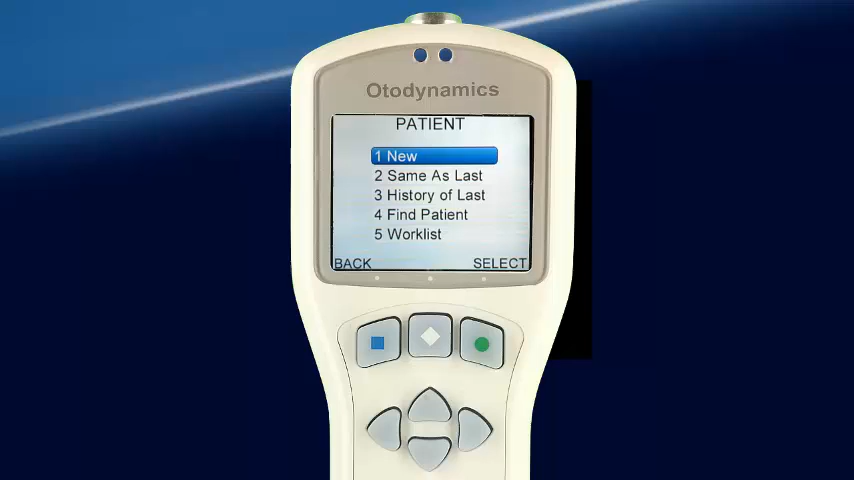 Otodynamics
PATIENT
1 New
2 Same As Last
3 History of Last
4 Find Patient
5 Worklist
BACK SELECT